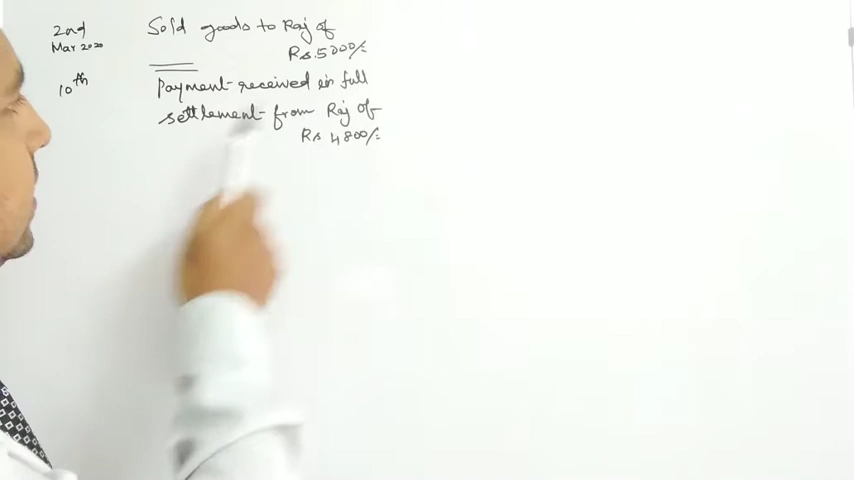 2nd Sold goods to Raj of
Mar 2020 Rs.5000/=
10th Payment received in full
settlement from Raj of
Rs 4800/=